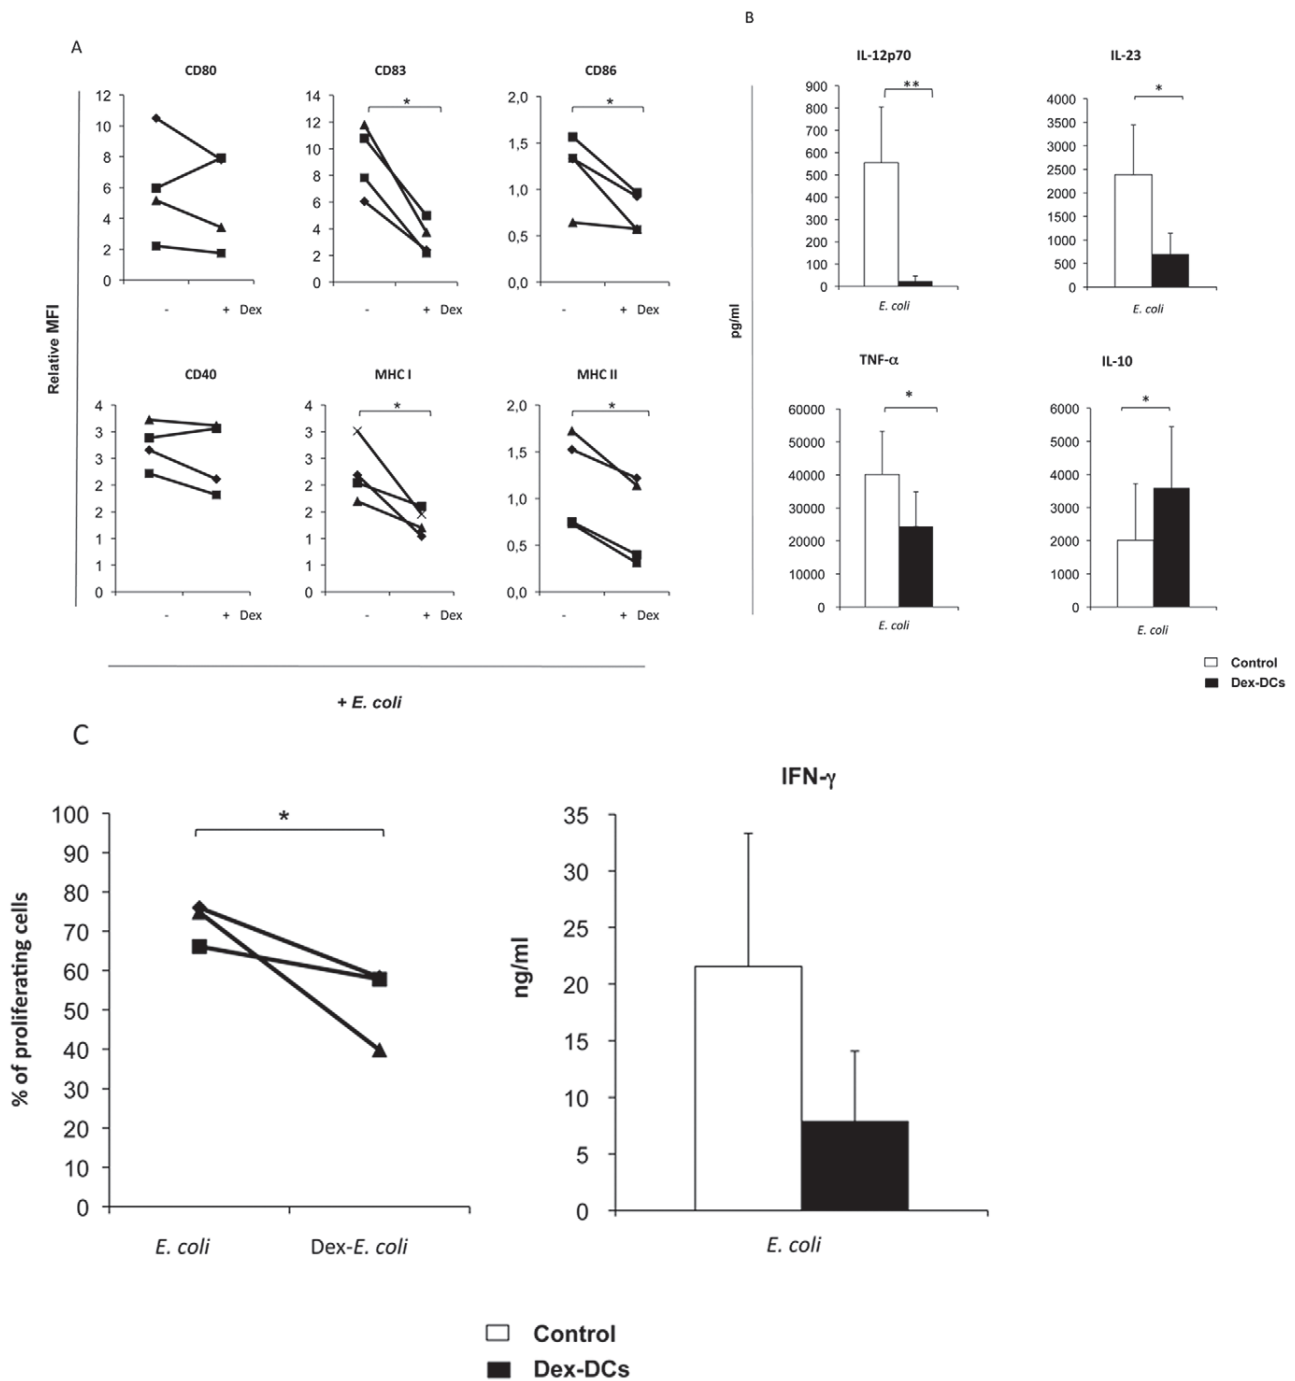 B
A
CD80
CD83
CD86
IL-12p70
IL-23
12
10
8
6
4
2
0
14
12
10
8
6
4
2
0
*
2,0
1,5
1,0
0,5
0,0
*
900
800
700
600
500
400
300
200
100
0
**
E. coli
4000
3500
3000
2500
2000
1500
1000
500
0
*
E. coli
- + Dex
- + Dex
- + Dex
Relative MFI
pg/ml
CD40
MHC I
MHC II
TNF-α
IL-10
4
3
3
2
2
1
1
0
4
3
3
2
2
1
1
0
*
2,0
1,5
1,0
0,5
0,0
*
60000
50000
40000
30000
20000
10000
0
*
E. coli
6000
5000
4000
3000
2000
1000
0
*
E. coli
- + Dex
- + Dex
- + Dex
Control
Dex-DCs
+ E. coli
C
IFN-γ
100
90
80
70
60
50
40
30
20
10
0
*
% of proliferating cells
E. coli
Dex-E. coli
35
30
25
20
15
10
5
0
ng/ml
E. coli
Control
Dex-DCs